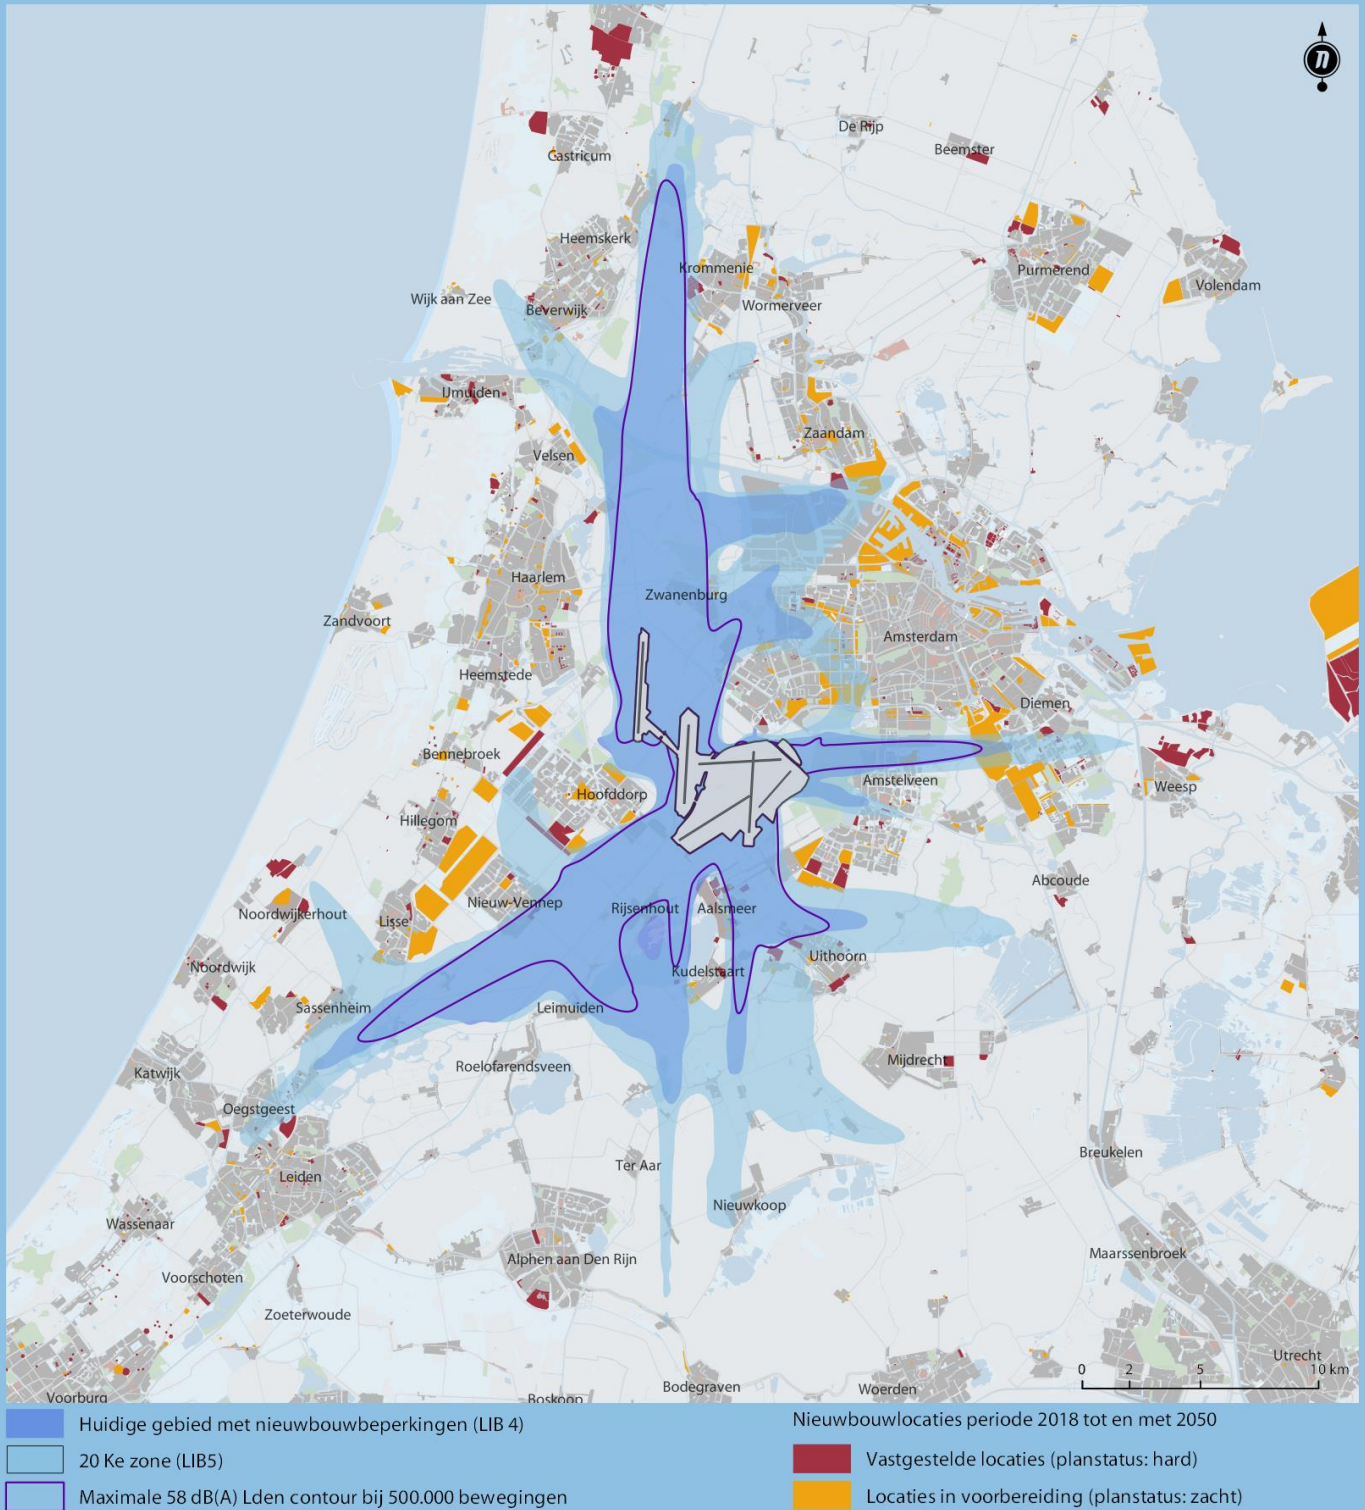 n
De Rijp
Beemster
Castricum
Heemskerk
Krommenie
Purmerend
Volendam
Wijk aan Zee
Beverwijk
Wormerveer
IJmuiden
Zaandam
Velsen
Haarlem
Zwanenburg
Zandvoort
Amsterdam
Heemstede
Diemen
Bennebroek
Amstelveen
Weesp
Hoofddorp
Hillegom
Abcoude
Nieuw-Vennep
Rijsenhout
Aalsmeer
Noordwijkerhout
Lisse
Uithoorn
Noordwijk
Kudelstaart
Sassenheim
Leimuiden
Mijdrecht
Roelofarendsveen
Katwijk
Oegstgeest
Breukelen
Ter Aar
Leiden
Nieuwkoop
Wassenaar
Maarssenbroek
Alphen aan Den Rijn
Voorschoten
Zoeterwoude
Utrecht
0 2 5 10 km
Bodegraven
Woerden
Voorburg
Boskoop
Huidige gebied met nieuwbouwbeperkingen (LIB 4)
20 Ke zone (LIB5)
Maximale 58 dB(A) Lden contour bij 500.000 bewegingen
Nieuwbouwlocaties periode 2018 tot en met 2050
Vastgestelde locaties (planstatus: hard)
Locaties in voorbereiding (planstatus: zacht)